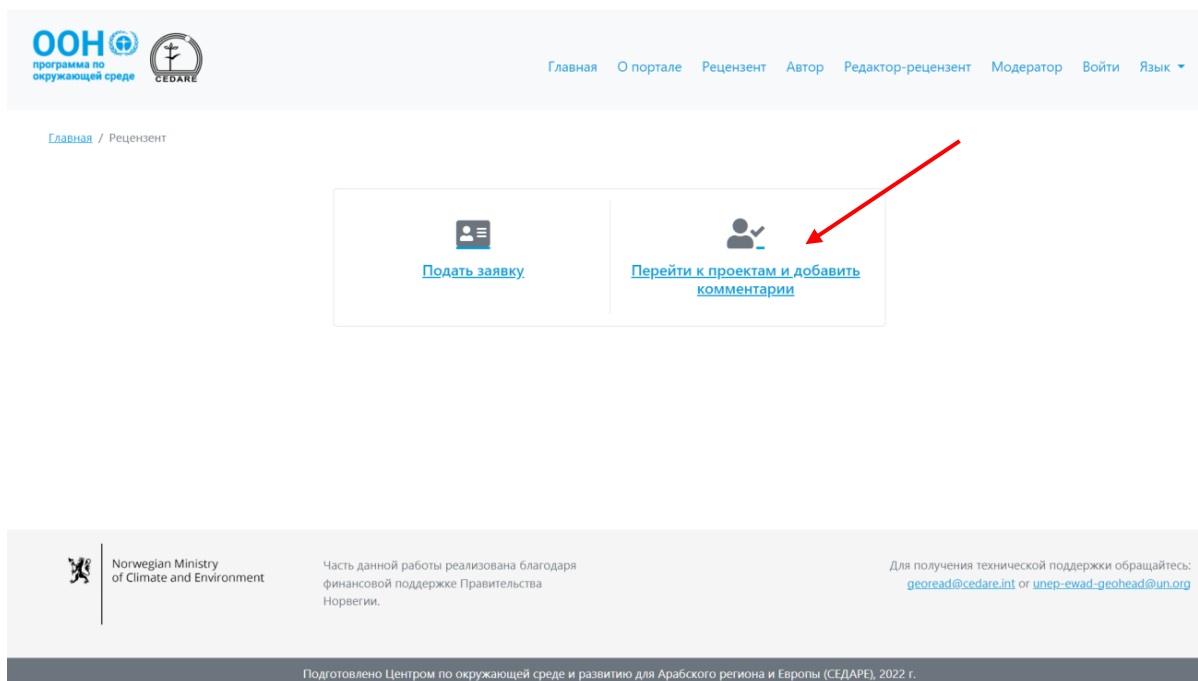 ООН
программа по
окружающей среде
CEDARE
Главная О портале Рецензент Автор Редактор-рецензент Модератор Войти Язык
Главная / Рецензент
Подать заявку
Перейти к проектам и добавить
комментарии
Norwegian Ministry
of Climate and Environment
Часть данной работы реализована благодаря
финансовой поддержке Правительства
Норвегии.
Для получения технической поддержки обращайтесь:
georead@cedare.int or unep-ewad-geohead@un.org
Подготовлено Центром по окружающей среде и развитию для Арабского региона и Европы (СЕДАРЕ), 2022 г.